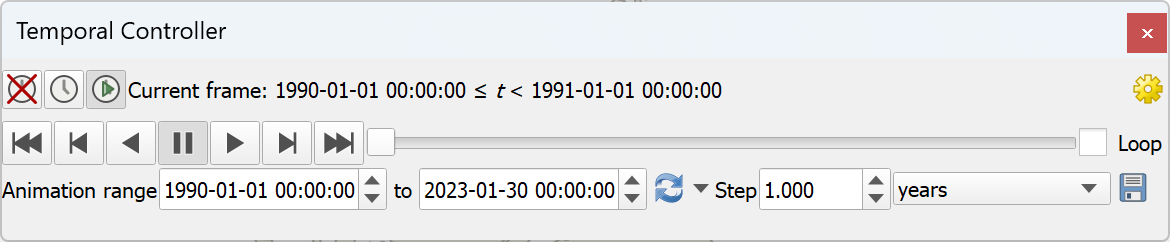 Temporal Controller
Current frame: 1990-01-01 00:00:00 ≤ t < 1991-01-01 00:00:00
Loop
Animation range 1990-01-01 00:00:00 to 2023-01-30 00:00:00 Step 1.000 years